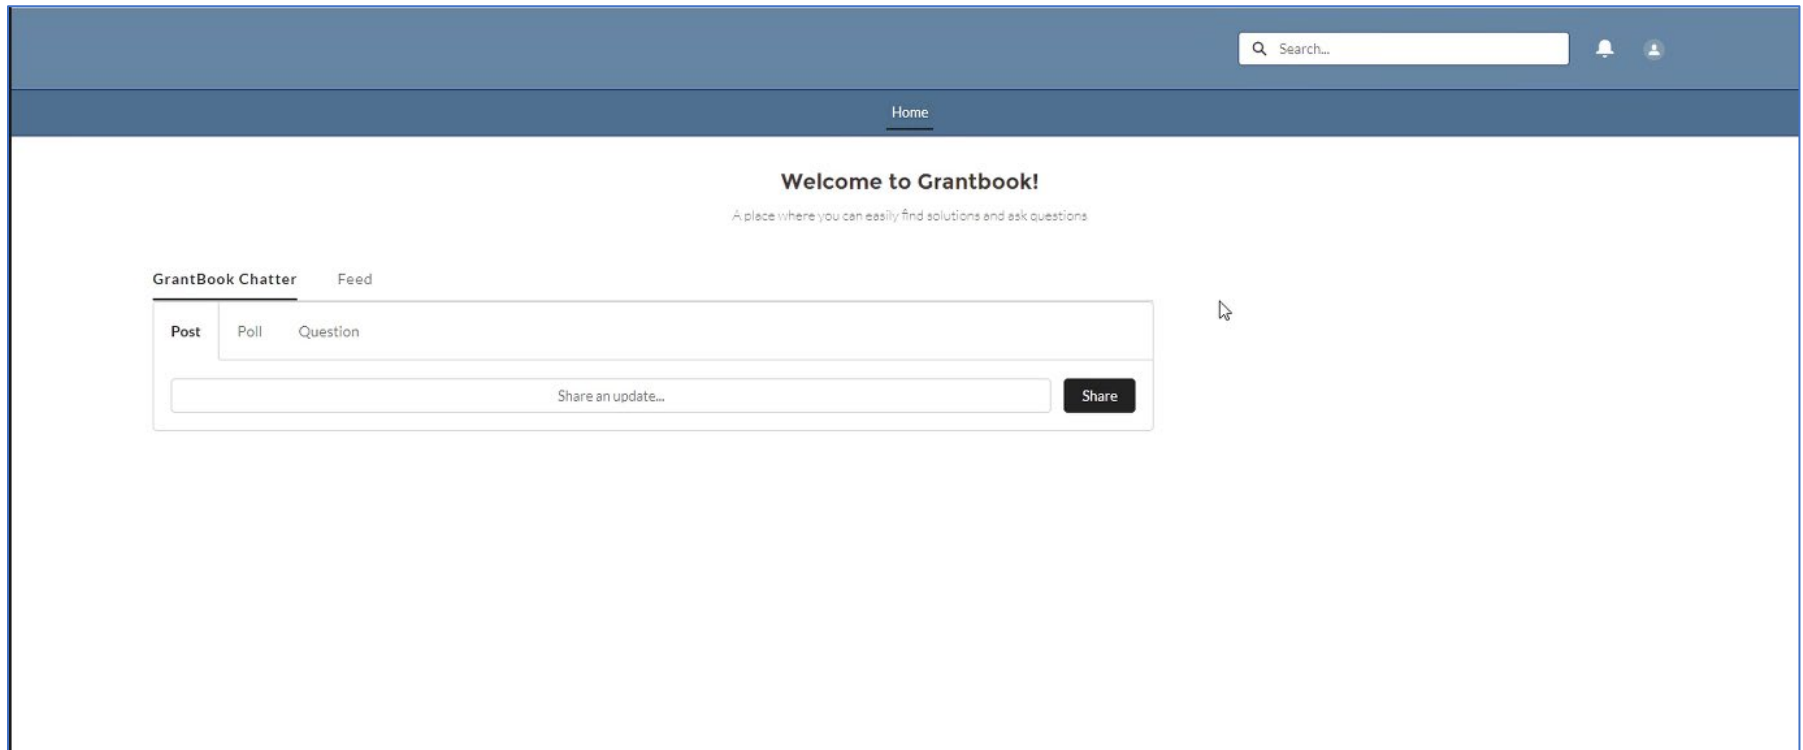 Search...
Home
Welcome to Grantbook!
A place where you can easily find solutions and ask questions
GrantBook Chatter Feed
Post Poll Question
Share an update... Share